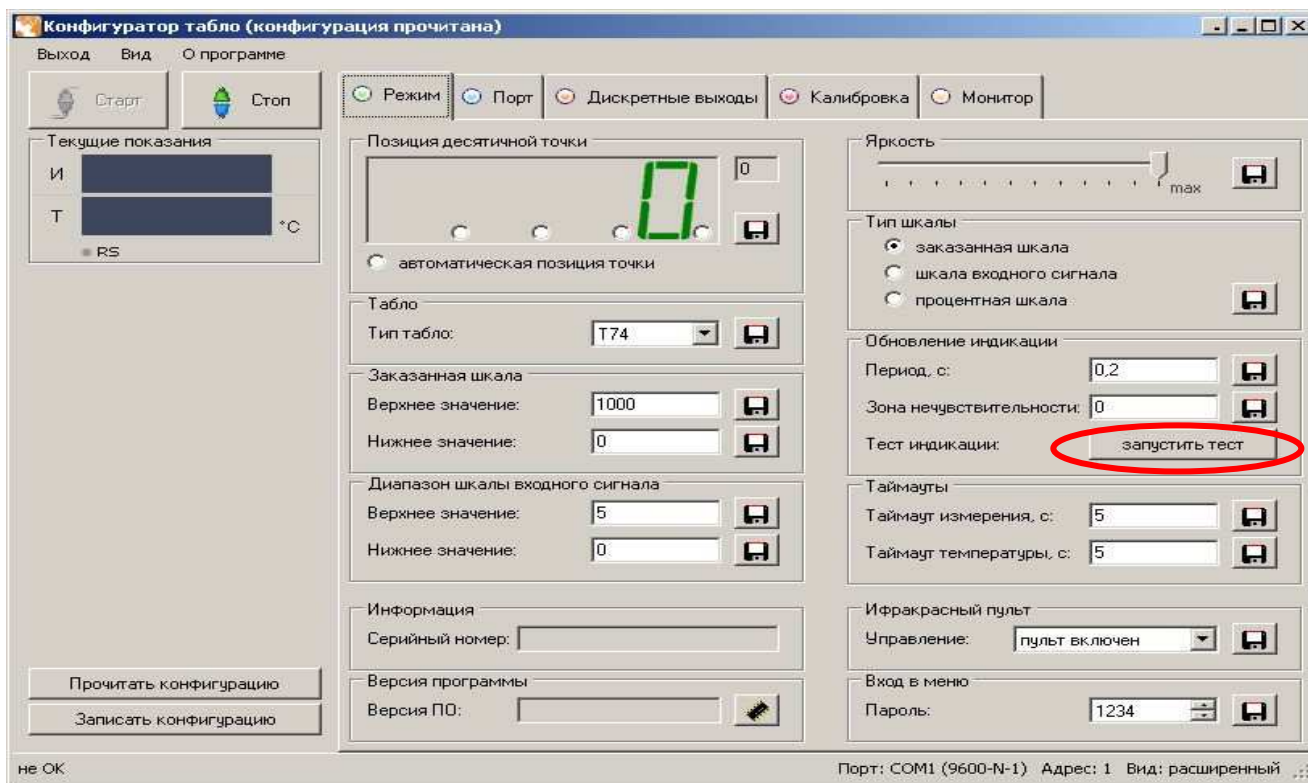 Конфигуратор табло (конфигурация прочитана)
Выход Вид О программе
Старт Стоп
Текущие показания
И
Т °C
RS
Прочитать конфигурацию
Записать конфигурацию
Режим Порт Дискретные выходы Калибровка Монитор
Позиция десятичной точки
0 0
автоматическая позиция точки
Табло
Тип табло: T74
Заказанная шкала
Верхнее значение: 1000
Нижнее значение: 0
Диапазон шкалы входного сигнала
Верхнее значение: 5
Нижнее значение: 0
Информация
Серийный номер:
Версия программы
Версия ПО:
Яркость
max
Тип шкалы
заказанная шкала
шкала входного сигнала
процентная шкала
Обновление индикации
Период, с: 0,2
Зона нечувствительности: 0
Тест индикации: запустить тест
Таймауты
Таймаут измерения, с: 5
Таймаут температуры, с: 5
Ифракрасный пульт
Управление: пульт включен
Вход в меню
Пароль: 1234
не ОК
Порт: COM1 (9600-N-1) Адрес: 1 Вид: расширенный